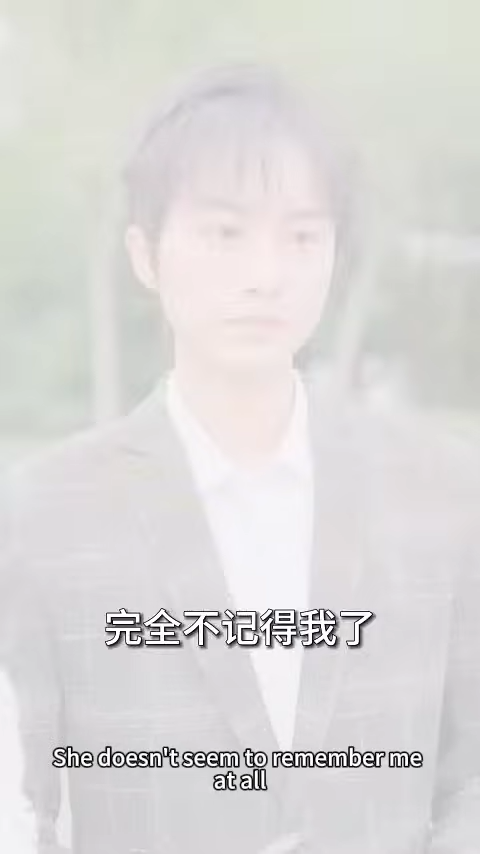 完全不记得我了
She doesn't seem to remember me
at all